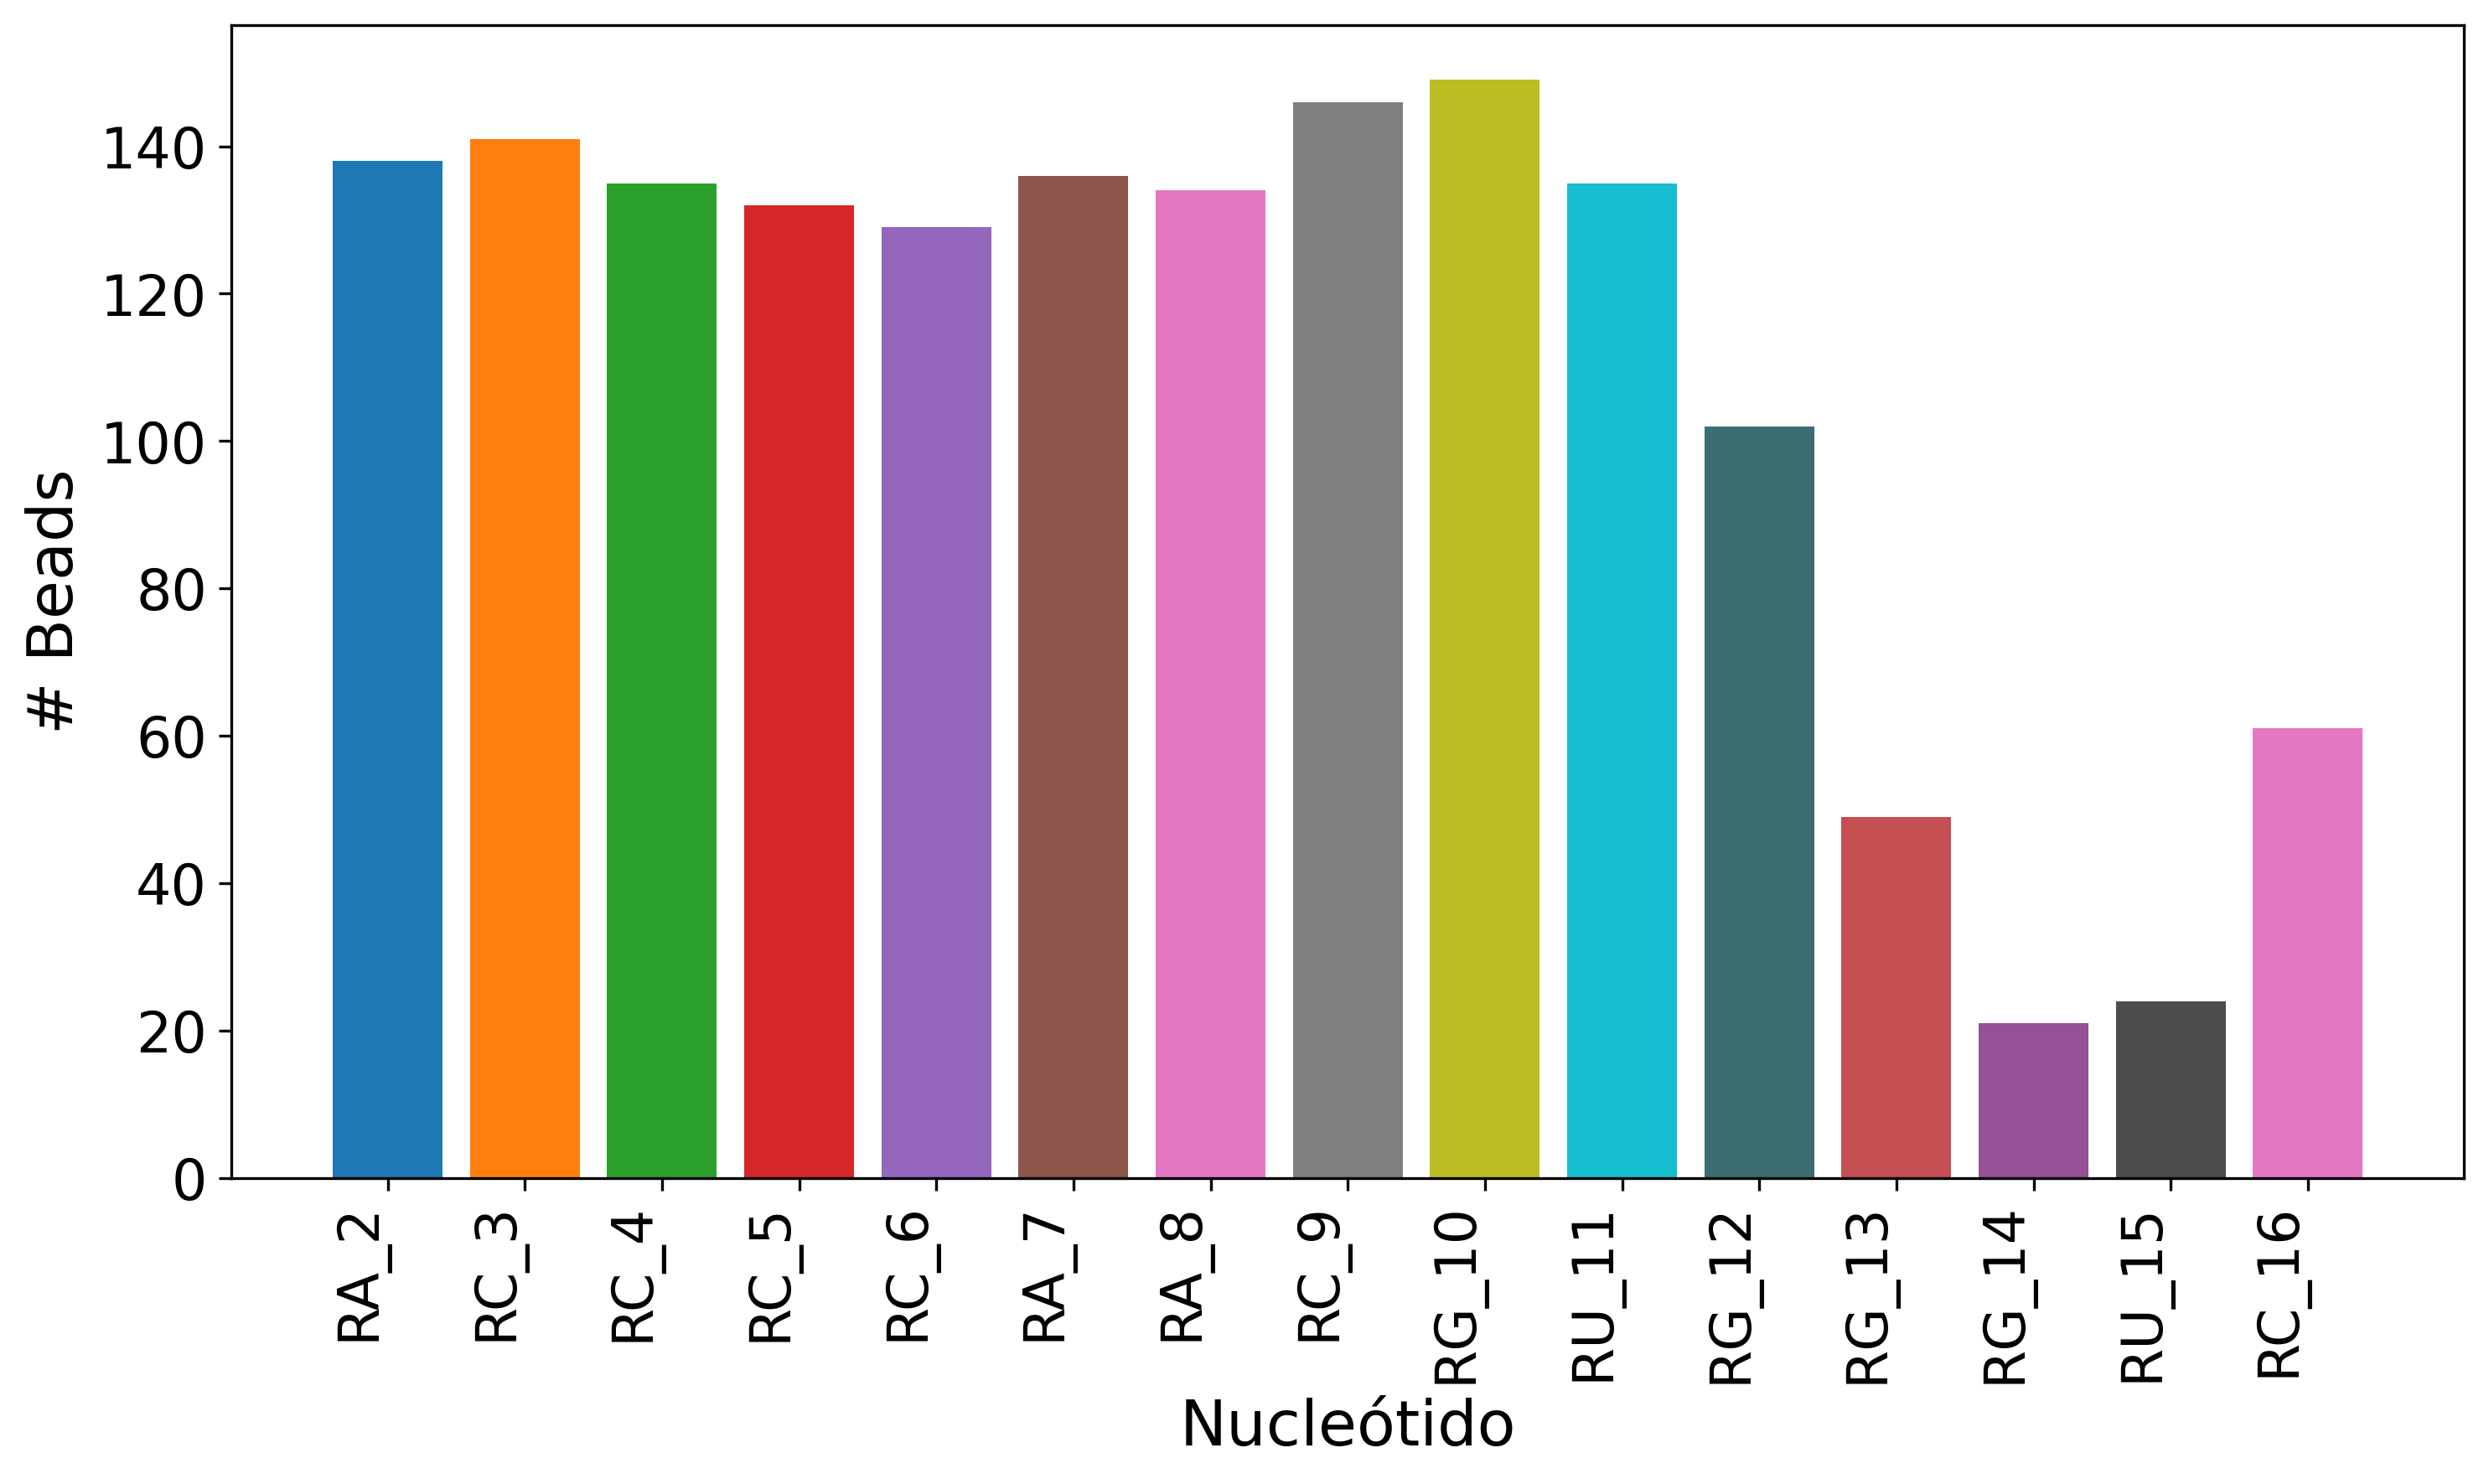 # Beads
140
120
100
80
60
40
20
0
RA_2
RC_3
RC_4
RC_5
RC_6
RA_7
RA_8
RC_9
RG_10
RU_11
RG_12
RG_13
RG_14
RU_15
RC_16
Nucleótido